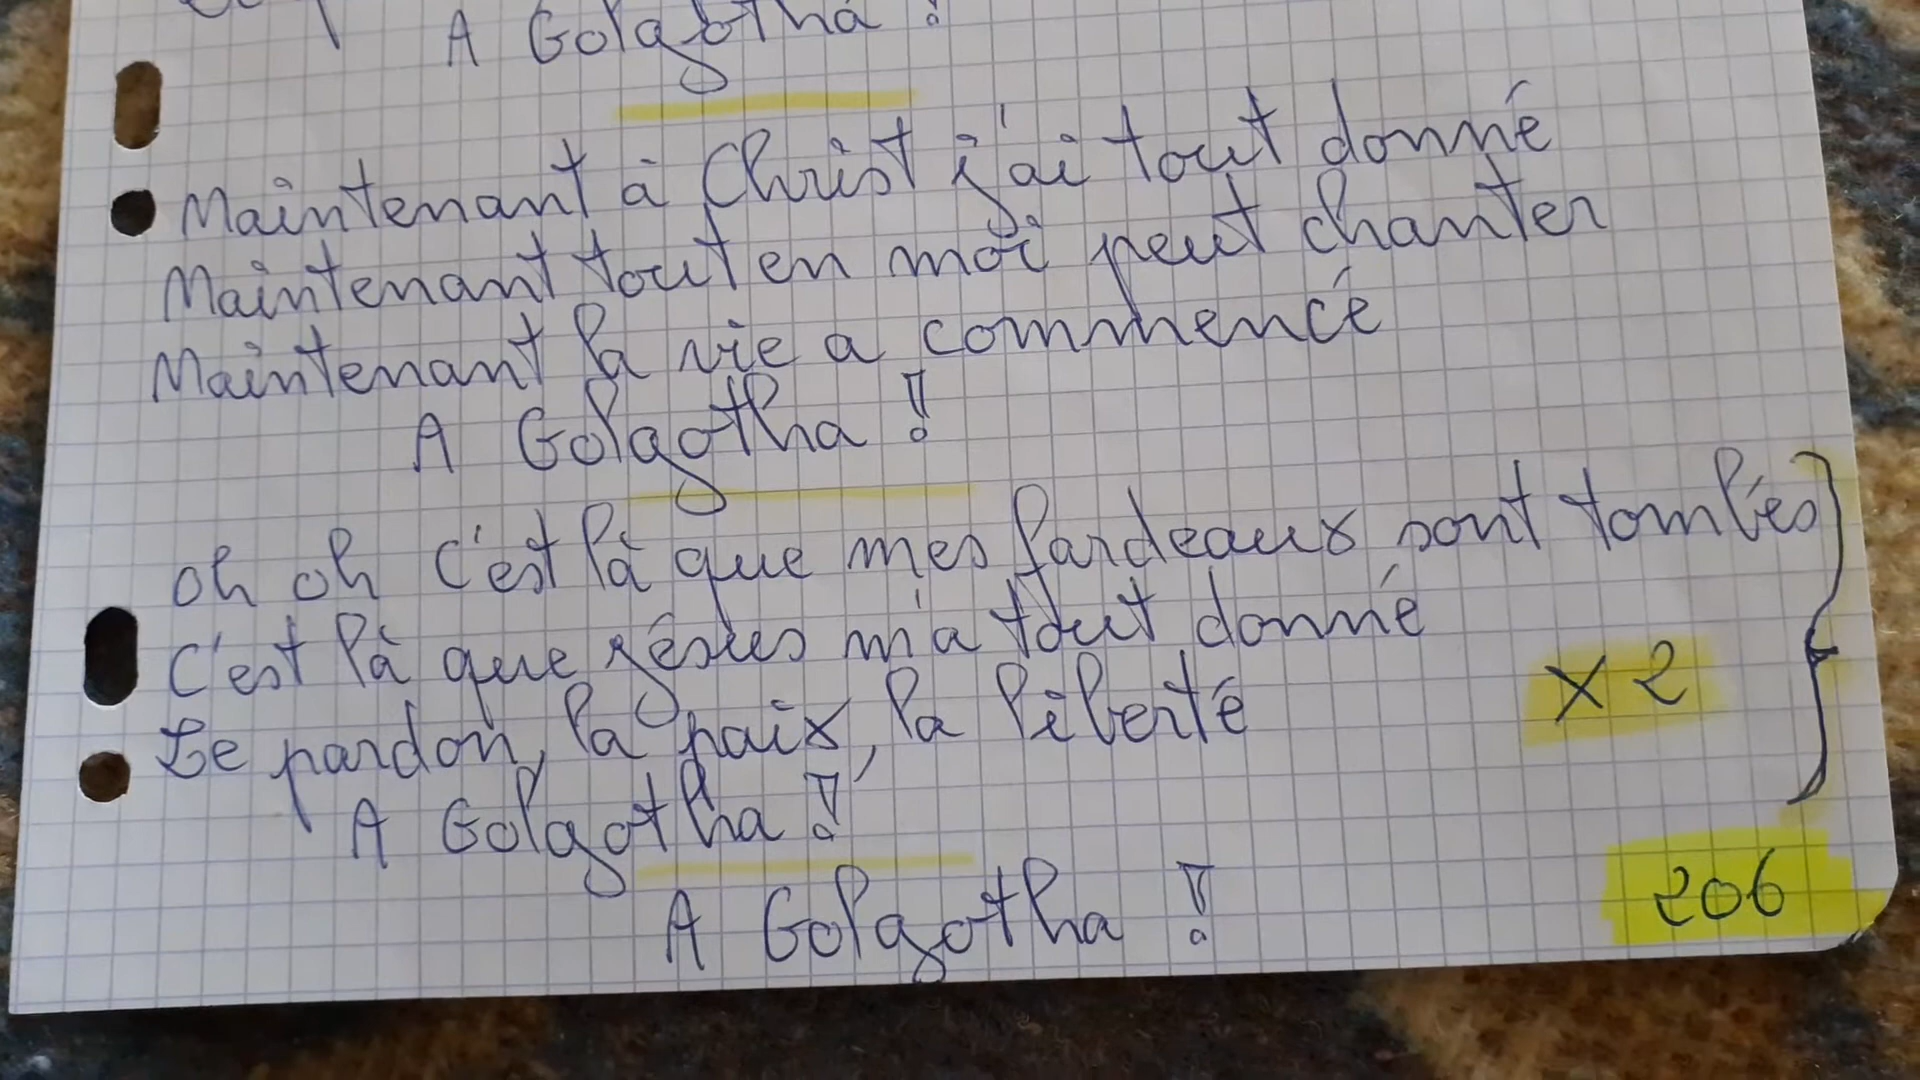 A Golgotha !
Maintenant à Christ j'ai tout donné
Maintenant tout en moi peut chanter
Maintenant la vie a commencé
A Golgotha !
oh oh c'est là que mes fardeaux sont tombés
C'est là que Jésus m'a tout donné
Le pardon, la paix, la liberté
x 2
A Golgotha !
A Golgotha !
206